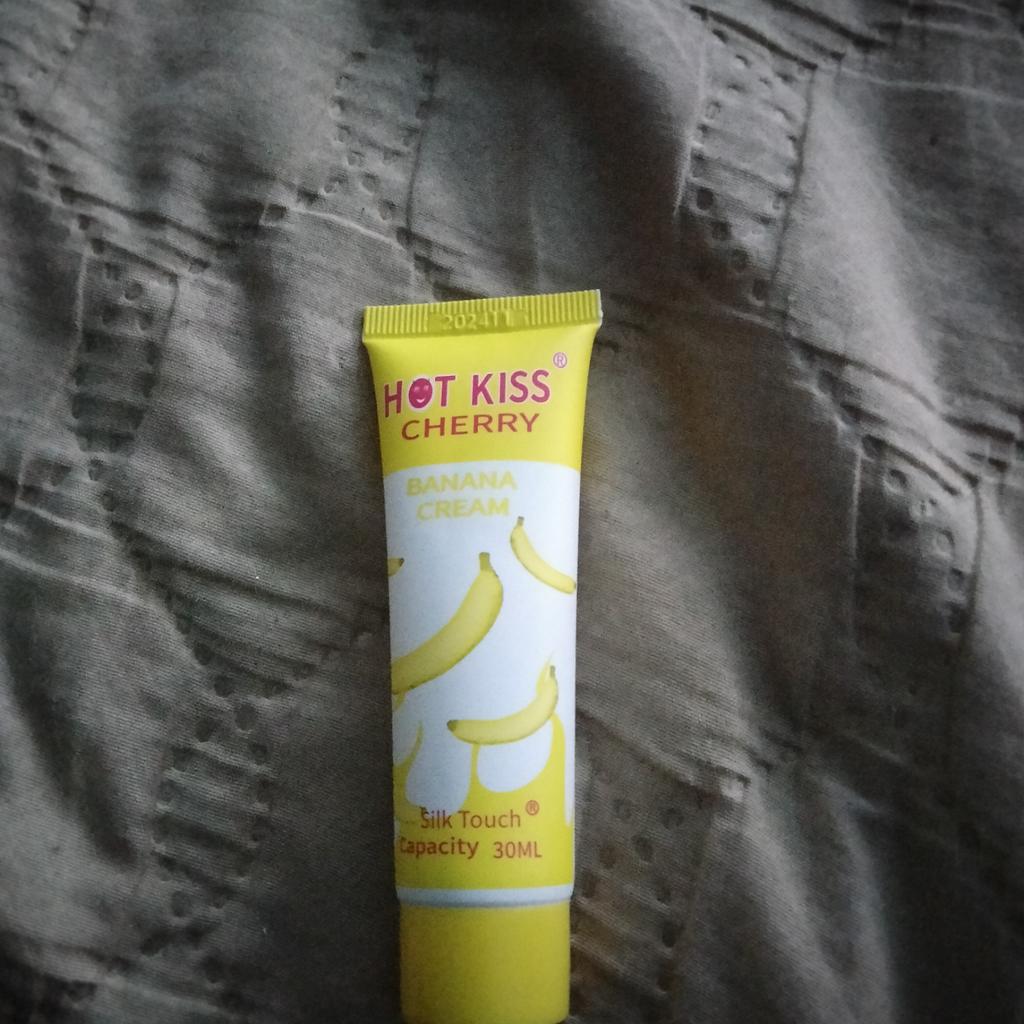 202411
HOT KISS®
CHERRY
BANANA
CREAM
Silk Touch®
Capacity 30ML